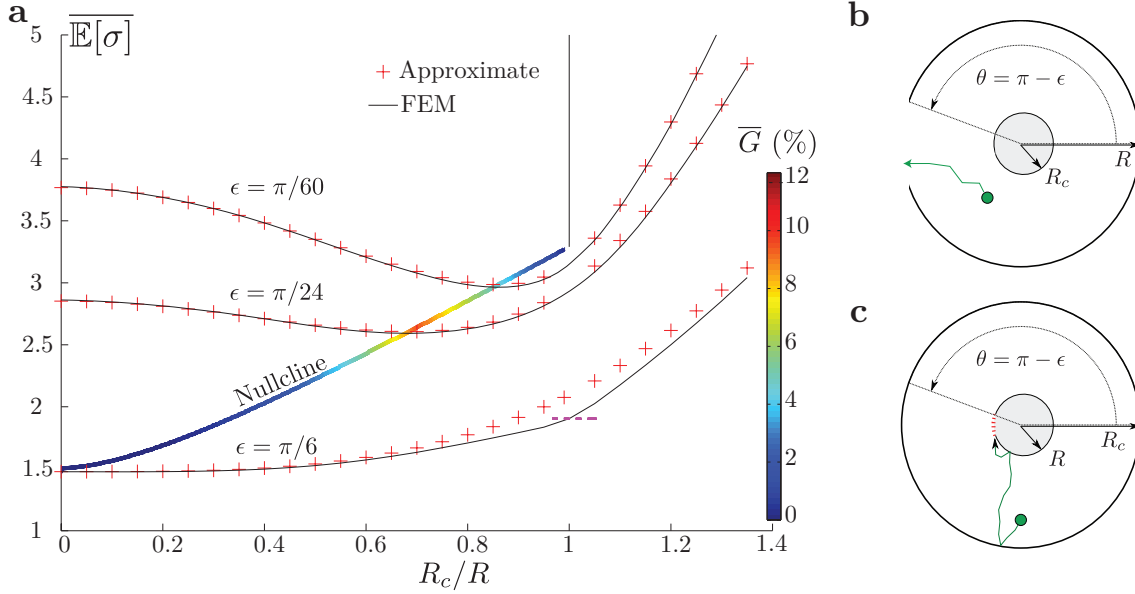 a
𝔼[σ]
5
4.5
4
3.5
3
2.5
2
1.5
1
0
0.2
0.4
0.6
0.8
1
1.2
1.4
R_c/R
Approximate
FEM
ϵ = π/60
ϵ = π/24
Nullcline
ϵ = π/6
G (%)
12
10
8
6
4
2
0
b
θ = π − ϵ
R
R_c
c
θ = π − ϵ
R_c
R